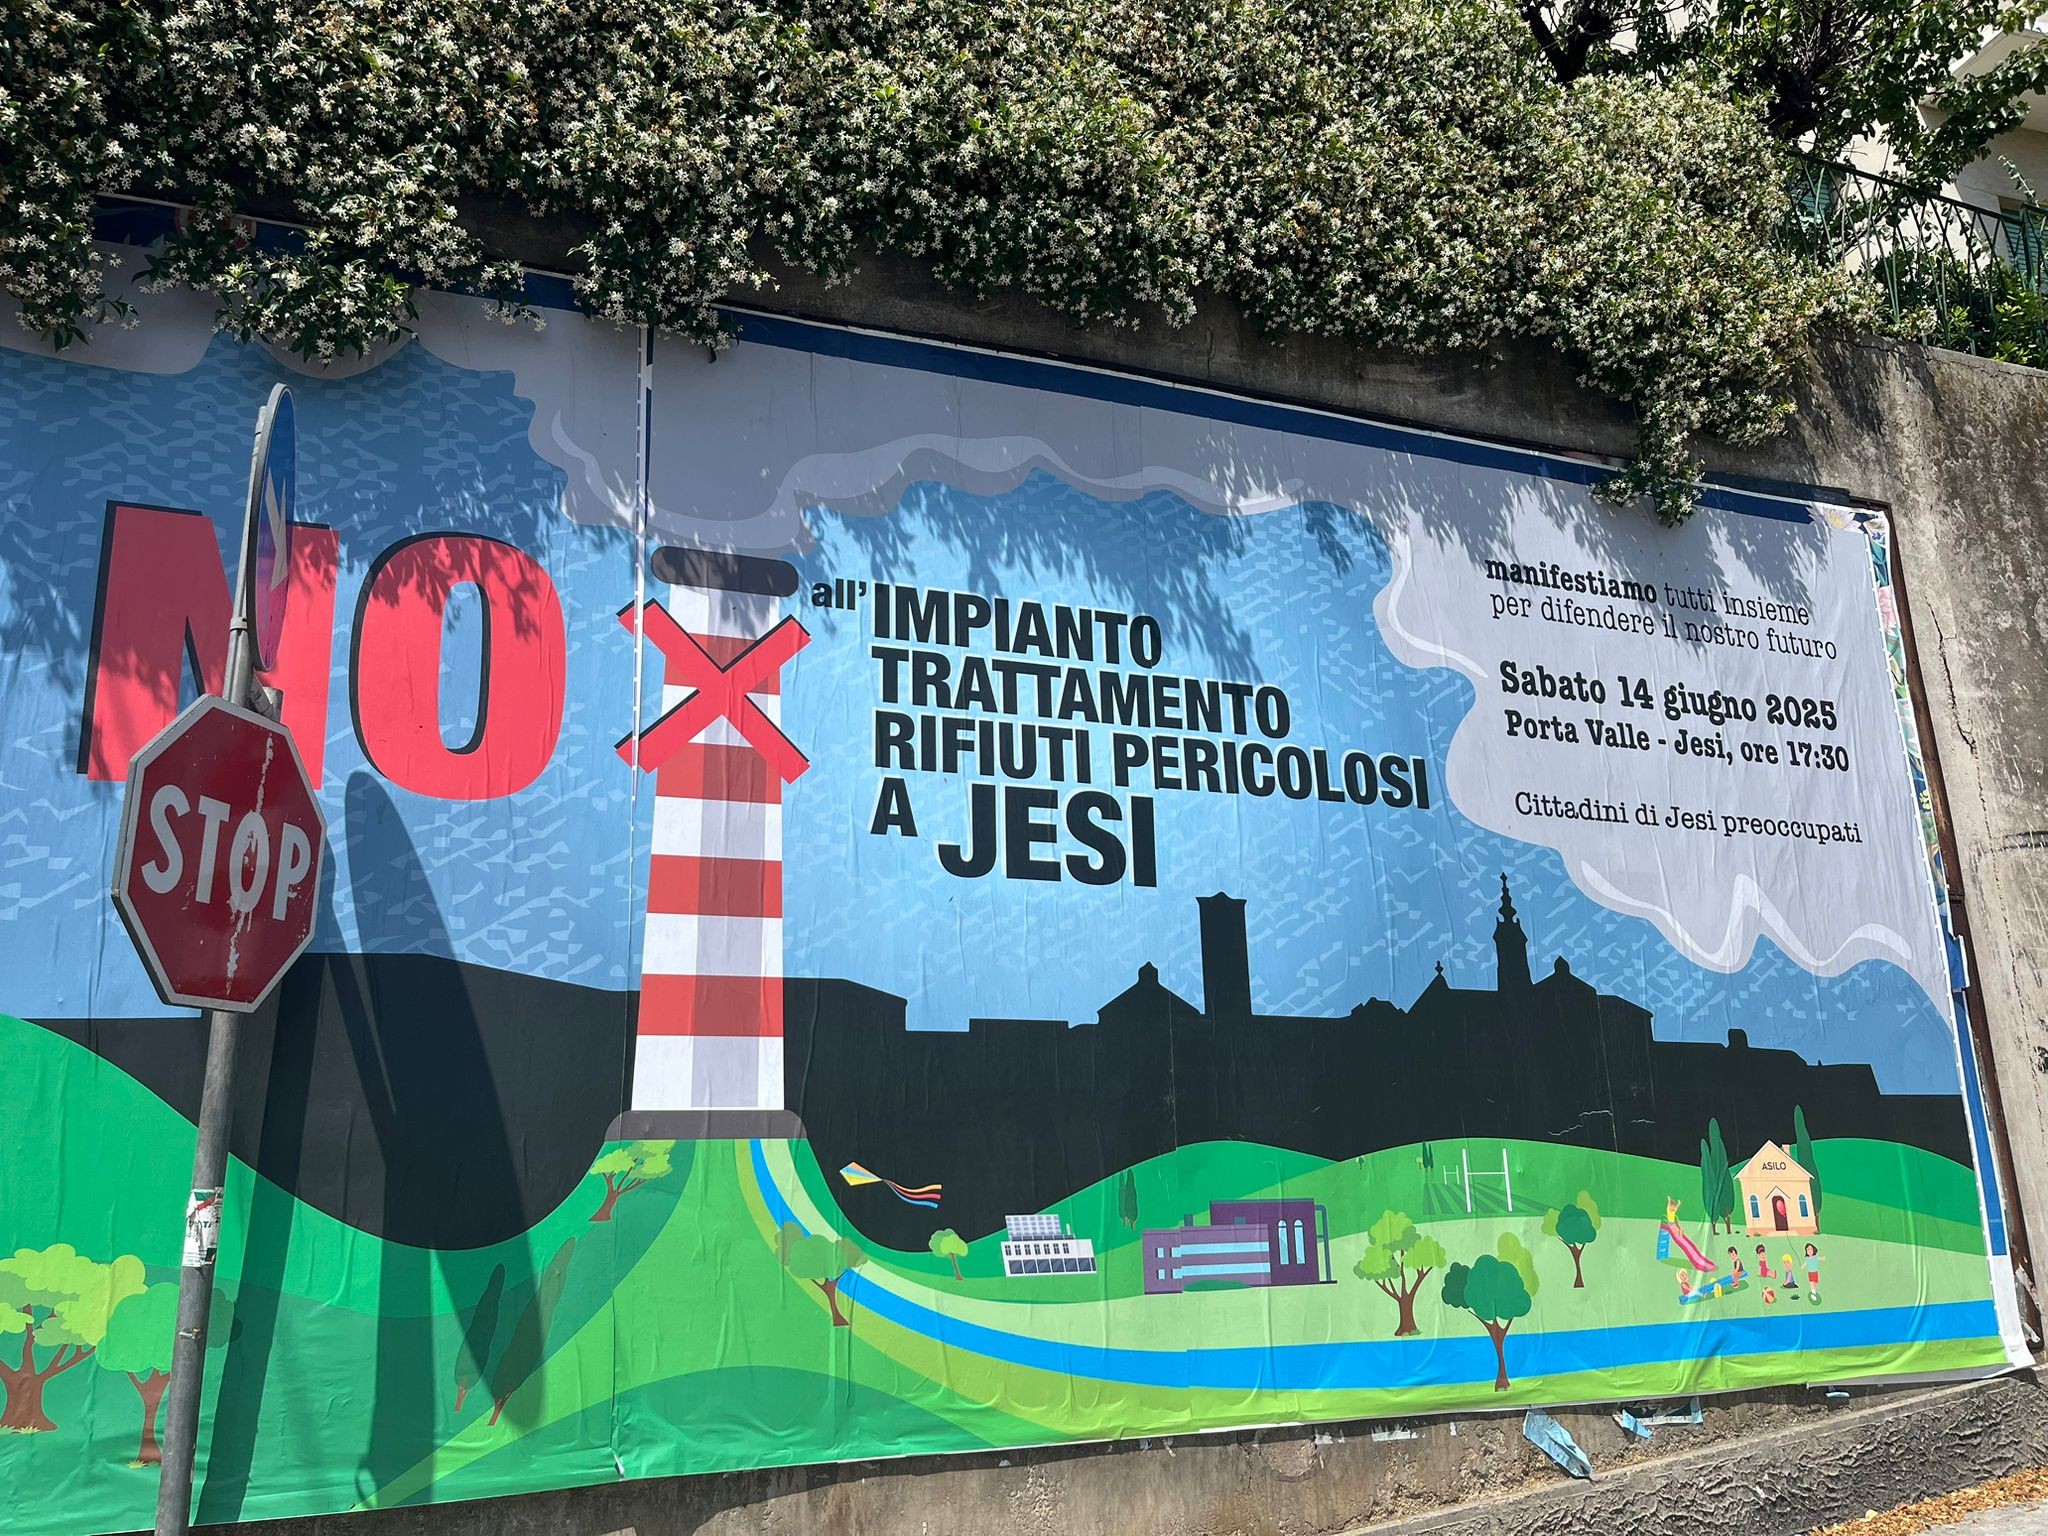 NO
all'IMPIANTO
TRATTAMENTO
RIFIUTI PERICOLOSI
A JESI
manifestiamo tutti insieme
per difendere il nostro futuro
Sabato 14 giugno 2025
Porta Valle - Jesi, ore 17:30
Cittadini di Jesi preoccupati
STOP
ASILO